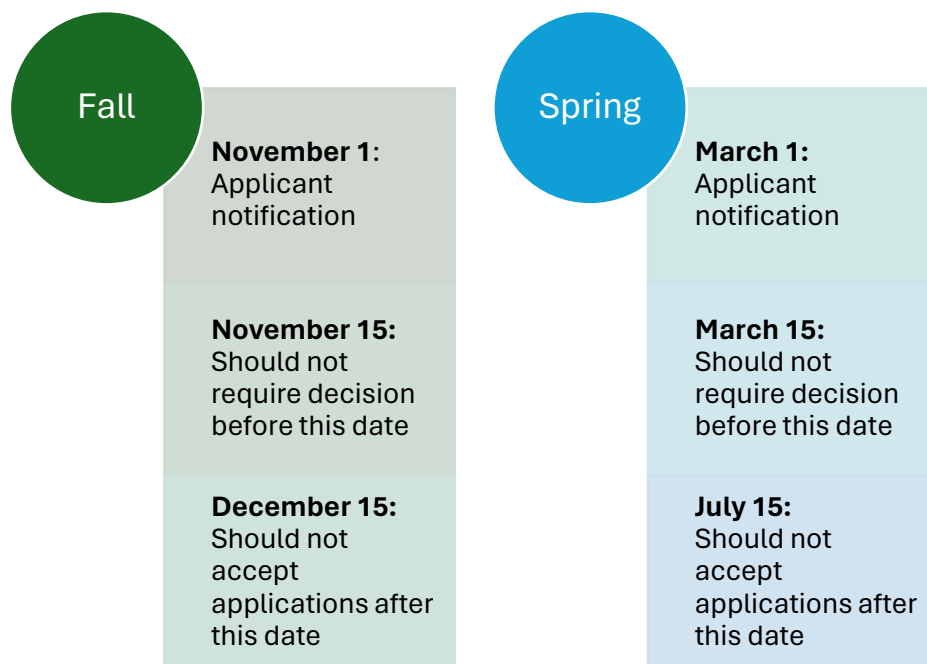 Fall
November 1:
Applicant
notification
November 15:
Should not
require decision
before this date
December 15:
Should not
accept
applications after
this date
Spring
March 1:
Applicant
notification
March 15:
Should not
require decision
before this date
July 15:
Should not
accept
applications after
this date